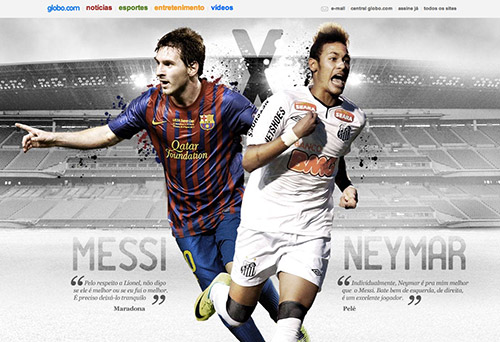 globo.com notícias esportes entretenimento vídeos
e-mail central globo.com assine já todos os sites
X
Qatar
Foundation
SEARA
SEARA
MESSI
NEYMAR
“Pelo respeito a Lionel, não digo
se ele é melhor ou se eu fui o melhor.
É preciso deixá-lo tranquilo”
Maradona
“Individualmente, Neymar é pra mim melhor
que o Messi. Bate bem de esquerda, de direita,
é um excelente jogador.”
Pelé